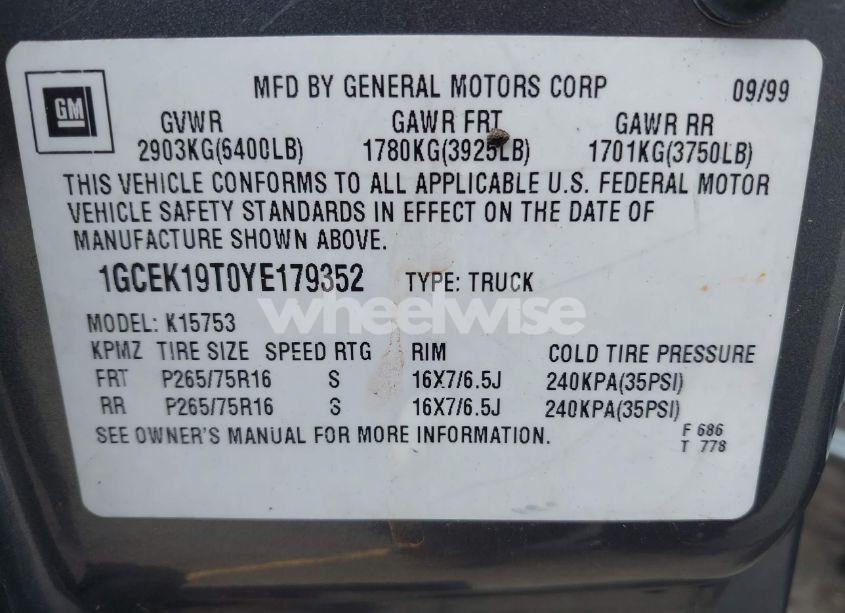 MFD BY GENERAL MOTORS CORP 09/99
GM
GVWR GAWR FRT GAWR RR
2903KG(6400LB) 1780KG(3925LB) 1701KG(3750LB)
THIS VEHICLE CONFORMS TO ALL APPLICABLE U.S. FEDERAL MOTOR
VEHICLE SAFETY STANDARDS IN EFFECT ON THE DATE OF
MANUFACTURE SHOWN ABOVE.
1GCEK19T0YE179352 TYPE: TRUCK
wheelwise
MODEL: K15753
KPMZ TIRE SIZE SPEED RTG RIM COLD TIRE PRESSURE
FRT P265/75R16 S 16X7/6.5J 240KPA(35PSI)
RR P265/75R16 S 16X7/6.5J 240KPA(35PSI)
SEE OWNER'S MANUAL FOR MORE INFORMATION.
F 686
T 778